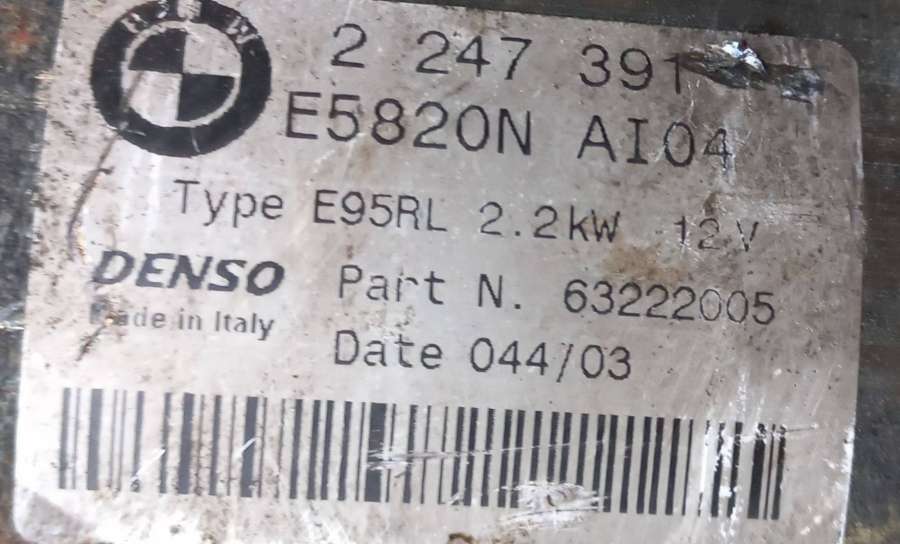 BMW
2 247 391
E5820N AI04
Type E95RL 2.2kW 12V
DENSO Part N. 63222005
Made in Italy
Date 044/03